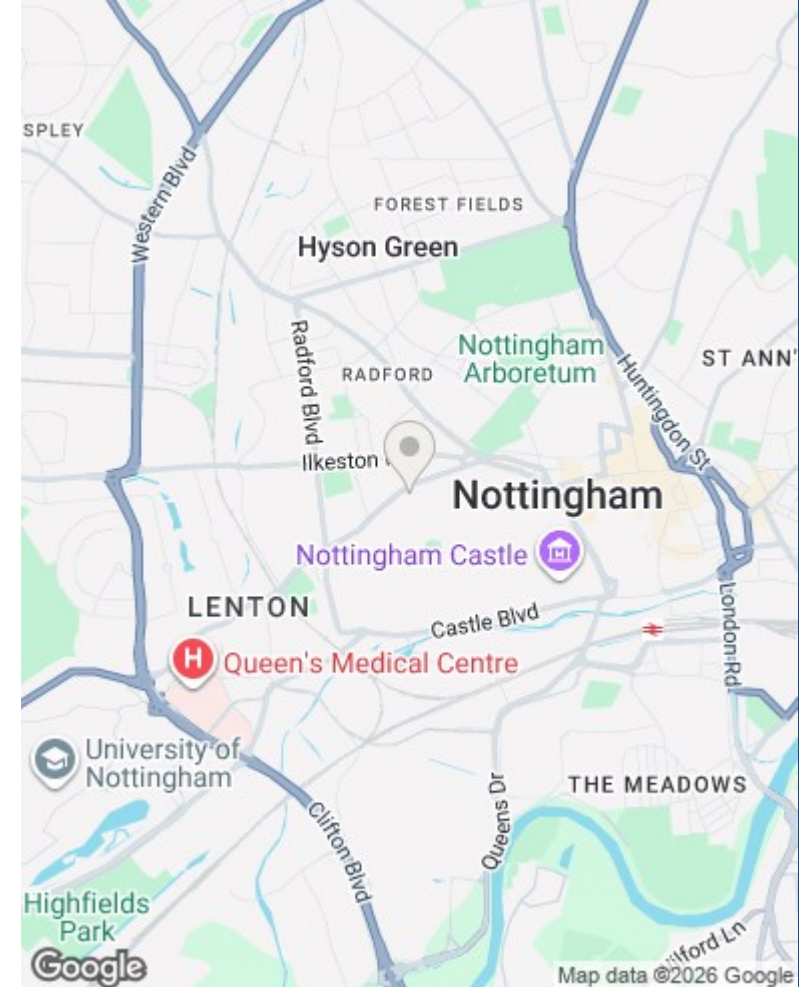 SPLEY
Western Blvd
FOREST FIELDS
Hyson Green
Radford Blvd
RADFORD
Nottingham
Arboretum
Huntingdon St
ST ANN'
Ilkeston
Nottingham
Nottingham Castle
LENTON
Castle Blvd
London Rd
H
Queen's Medical Centre
University of
Nottingham
THE MEADOWS
Queens Dr
Clifton Blvd
Highfields
Park
ilford Ln
Google
Map data ©2026 Google